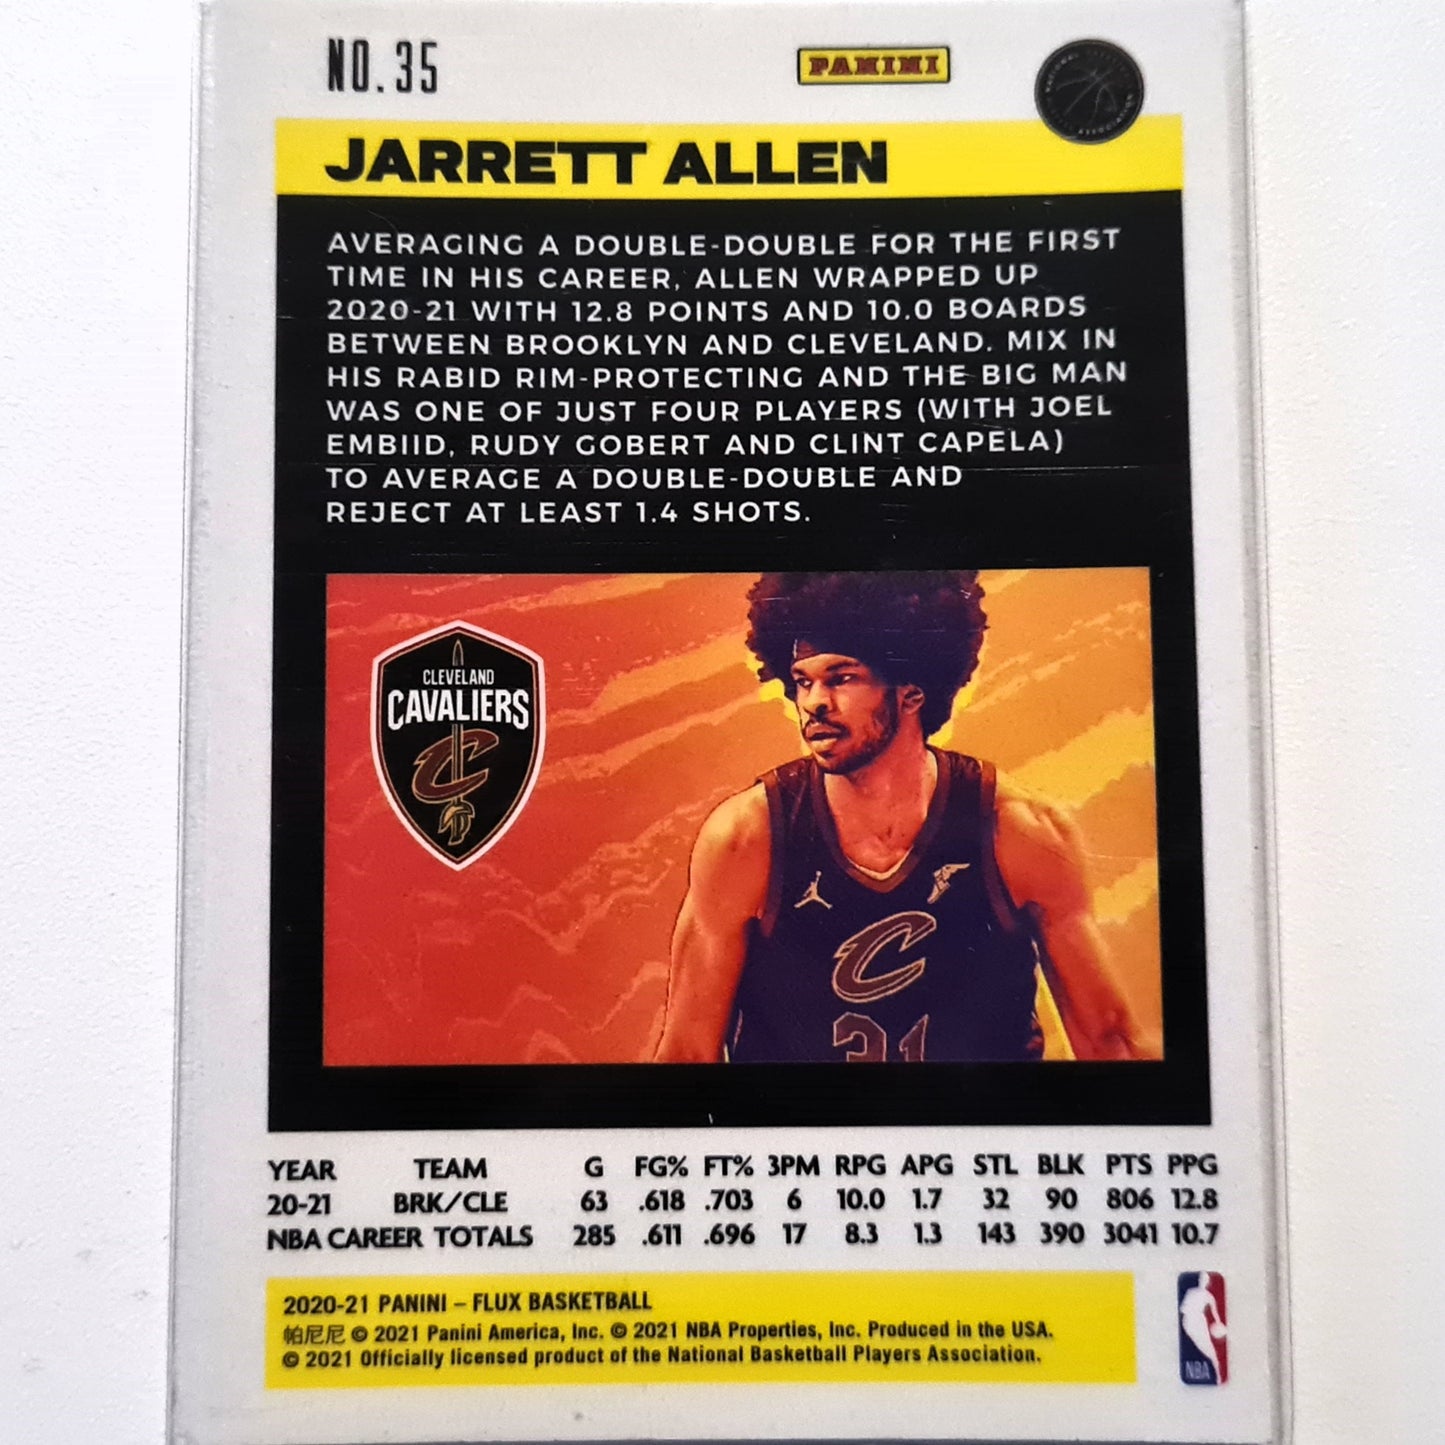 NO.35
PANINI
NATIONAL BASKETBALL PLAYERS ASSOCIATION
JARRETT ALLEN
AVERAGING A DOUBLE-DOUBLE FOR THE FIRST
TIME IN HIS CAREER, ALLEN WRAPPED UP
2020-21 WITH 12.8 POINTS AND 10.0 BOARDS
BETWEEN BROOKLYN AND CLEVELAND. MIX IN
HIS RABID RIM-PROTECTING AND THE BIG MAN
WAS ONE OF JUST FOUR PLAYERS (WITH JOEL
EMBIID, RUDY GOBERT AND CLINT CAPELA)
TO AVERAGE A DOUBLE-DOUBLE AND
REJECT AT LEAST 1.4 SHOTS.
CLEVELAND
CAVALIERS
C
C
31
YEAR TEAM G FG% FT% 3PM RPG APG STL BLK PTS PPG
20-21 BRK/CLE 63 .618 .703 6 10.0 1.7 32 90 806 12.8
NBA CAREER TOTALS 285 .611 .696 17 8.3 1.3 143 390 3041 10.7
2020-21 PANINI – FLUX BASKETBALL
帕尼尼 © 2021 Panini America, Inc. © 2021 NBA Properties, Inc. Produced in the USA.
© 2021 Officially licensed product of the National Basketball Players Association.
NBA